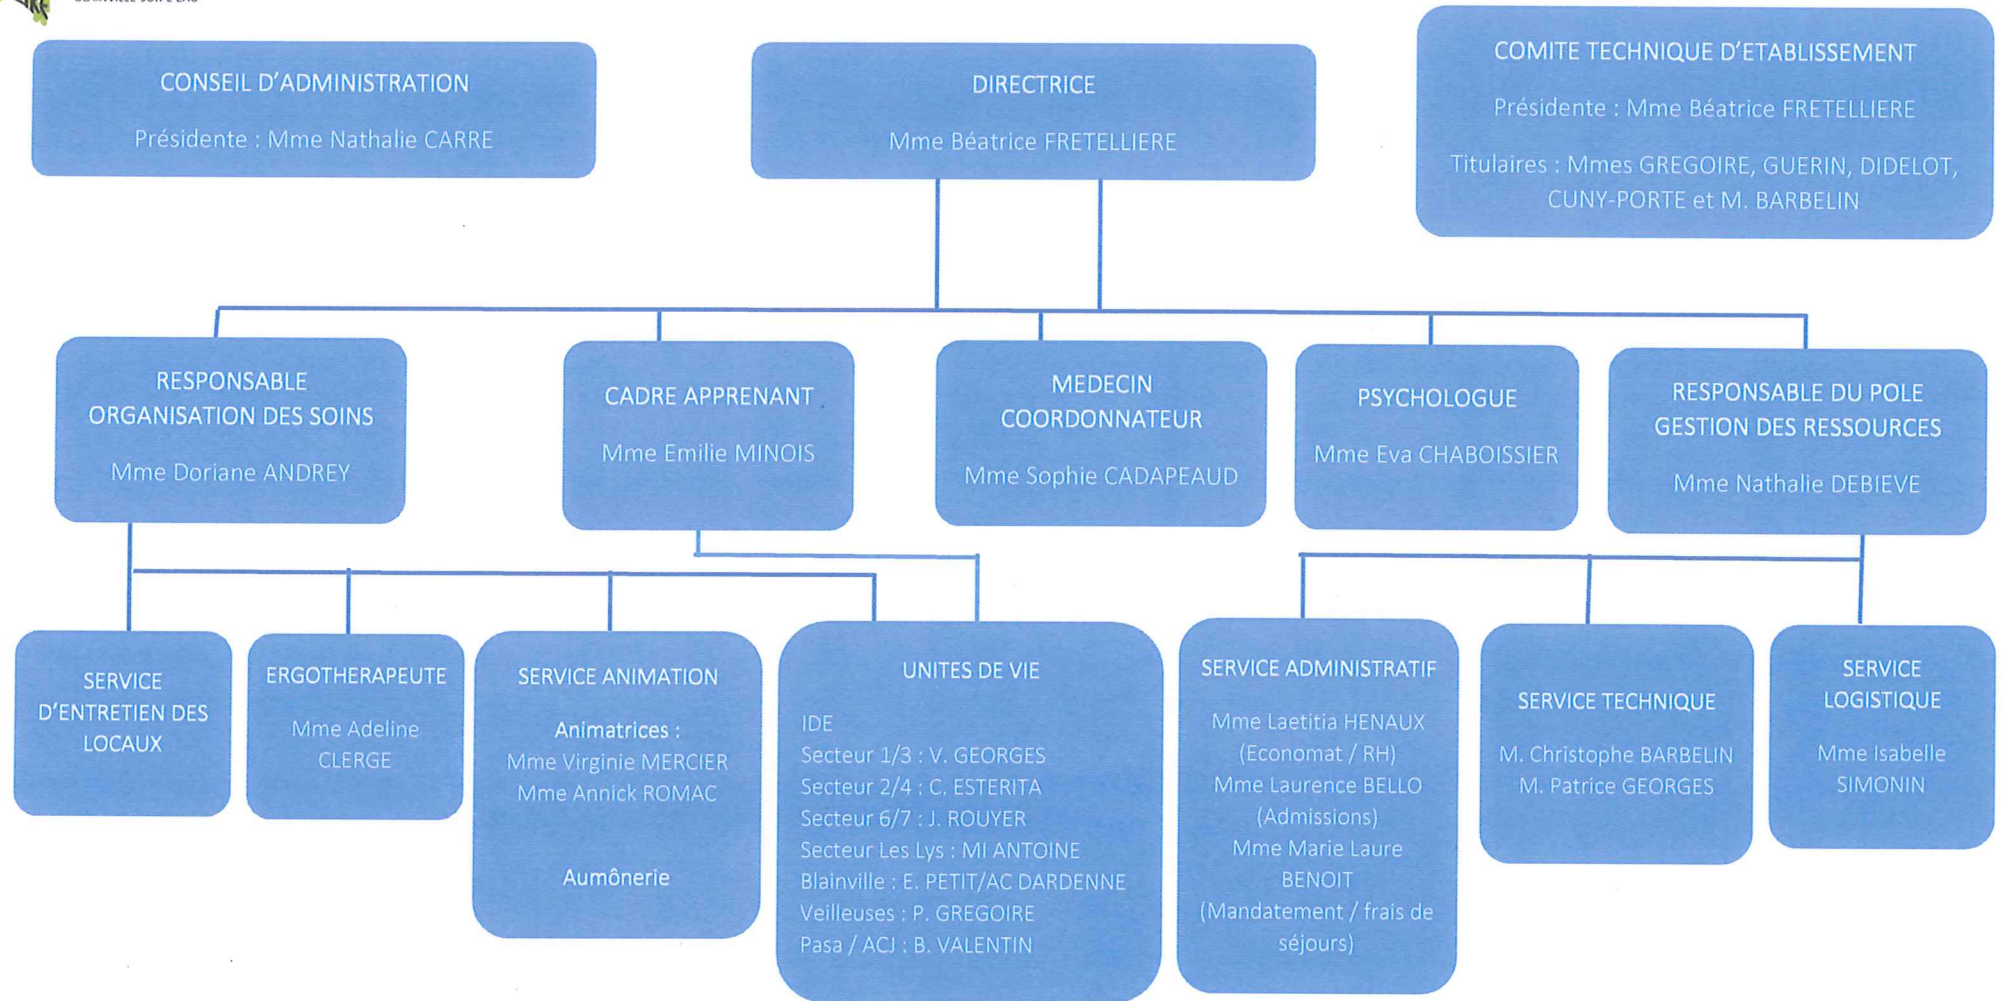 CONSEIL D'ADMINISTRATION
Présidente : Mme Nathalie CARRE
DIRECTRICE
Mme Béatrice FRETELLIERE
COMITE TECHNIQUE D'ETABLISSEMENT
Présidente : Mme Béatrice FRETELLIERE
Titulaires : Mmes GREGOIRE, GUERIN, DIDELOT,
CUNY-PORTE et M. BARBELIN
RESPONSABLE
ORGANISATION DES SOINS
Mme Doriane ANDREY
CADRE APPRENANT
Mme Emilie MINOIS
MEDECIN
COORDONNATEUR
Mme Sophie CADAPEAUD
PSYCHOLOGUE
Mme Eva CHABOISSIER
RESPONSABLE DU POLE
GESTION DES RESSOURCES
Mme Nathalie DEBIEVE
SERVICE
D'ENTRETIEN DES
LOCAUX
ERGOTHERAPEUTE
Mme Adeline
CLERGE
SERVICE ANIMATION
Animatrices :
Mme Virginie MERCIER
Mme Annick ROMAC
Aumônerie
UNITES DE VIE
IDE
Secteur 1/3 : V. GEORGES
Secteur 2/4 : C. ESTERITA
Secteur 6/7 : J. ROUYER
Secteur Les Lys : MI ANTOINE
Blainville : E. PETIT/AC DARDENNE
Veilleuses : P. GREGOIRE
Pasa / ACJ : B. VALENTIN
SERVICE ADMINISTRATIF
Mme Laetitia HENAUX
(Economat / RH)
Mme Laurence BELLO
(Admissions)
Mme Marie Laure
BENOIT
(Mandatement / frais de
séjours)
SERVICE TECHNIQUE
M. Christophe BARBELIN
M. Patrice GEORGES
SERVICE
LOGISTIQUE
Mme Isabelle
SIMONIN